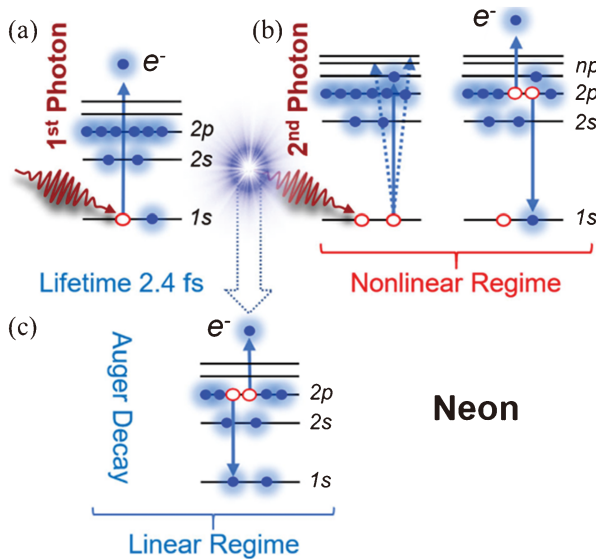 (a)
e-
1st Photon
2p
2s
1s
Lifetime 2.4 fs
(b)
e-
2nd Photon
np
2p
2s
1s
Nonlinear Regime
(c)
e-
Auger Decay
2p
2s
1s
Linear Regime
Neon